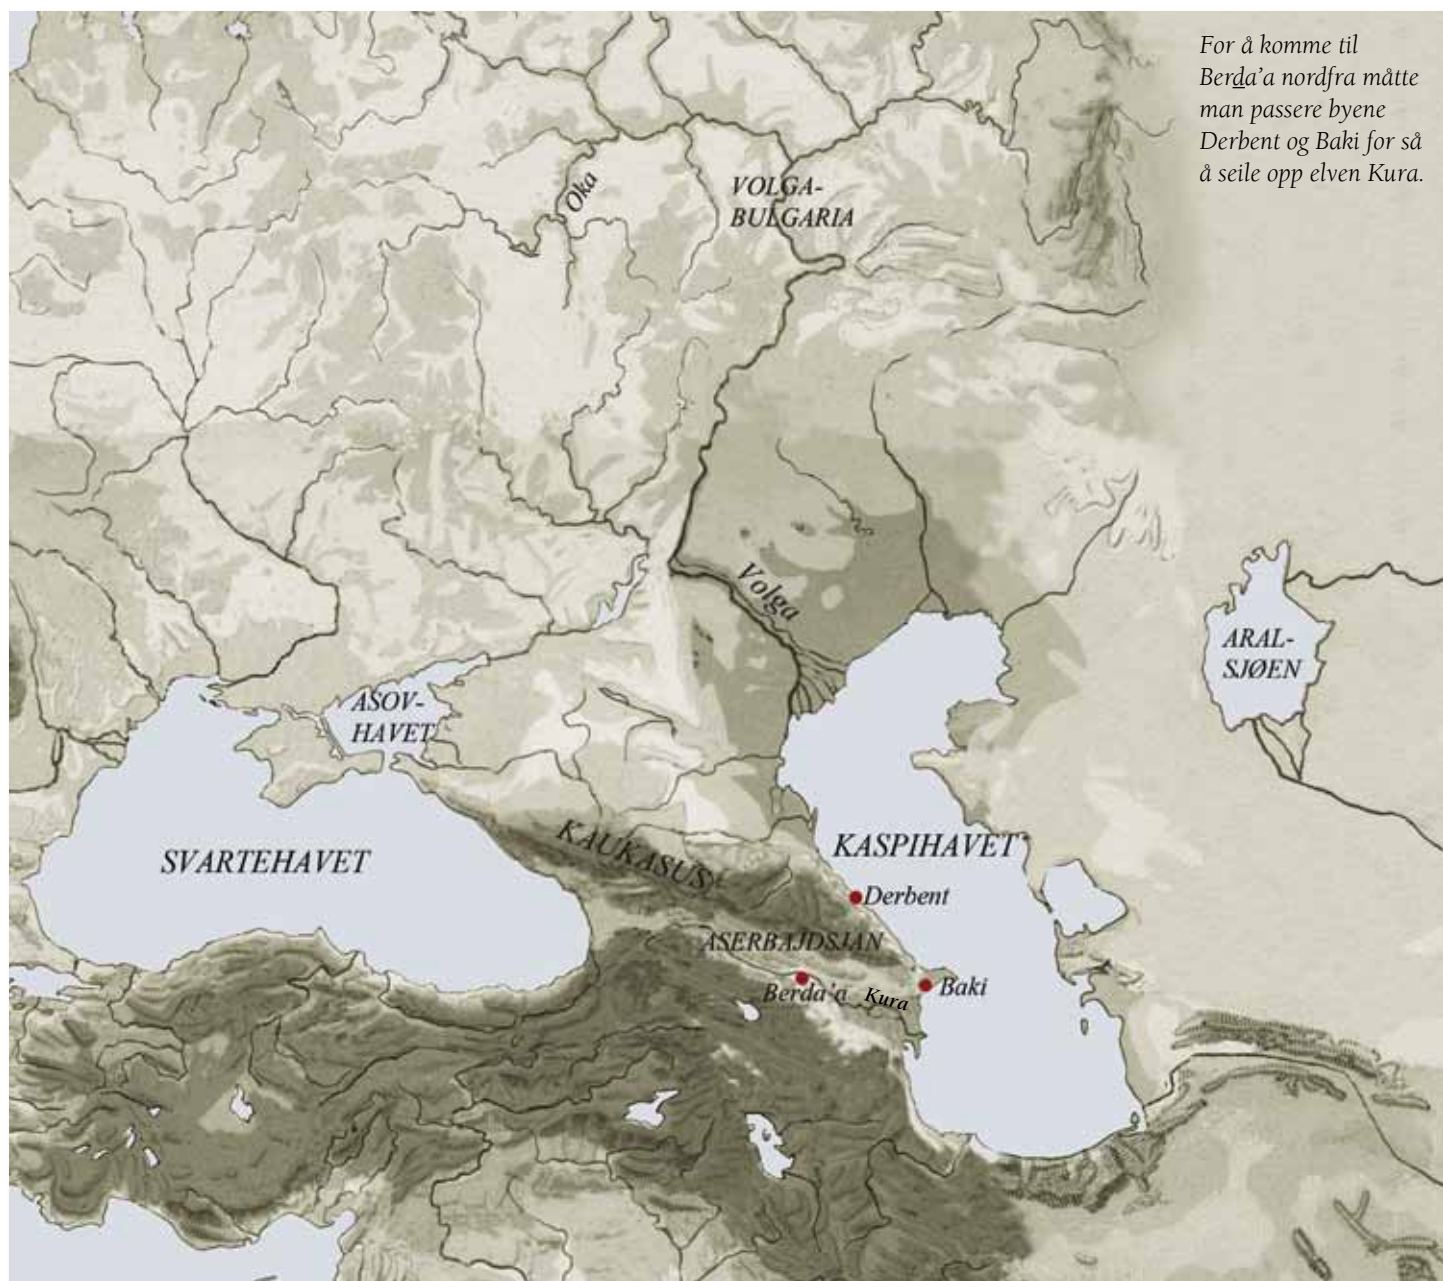 For å komme til
Berda’a nordfra måtte
man passere byene
Derbent og Baki for så
å seile opp elven Kura.
Oka
VOLGA-
BULGARIA
Volga
ARAL-
SJØEN
ASOV-
HAVET
KAUKASUS
SVARTEHAVET
KASPIHAVET
Derbent
ASERBAJDSJAN
Berda’a
Kura
Baki